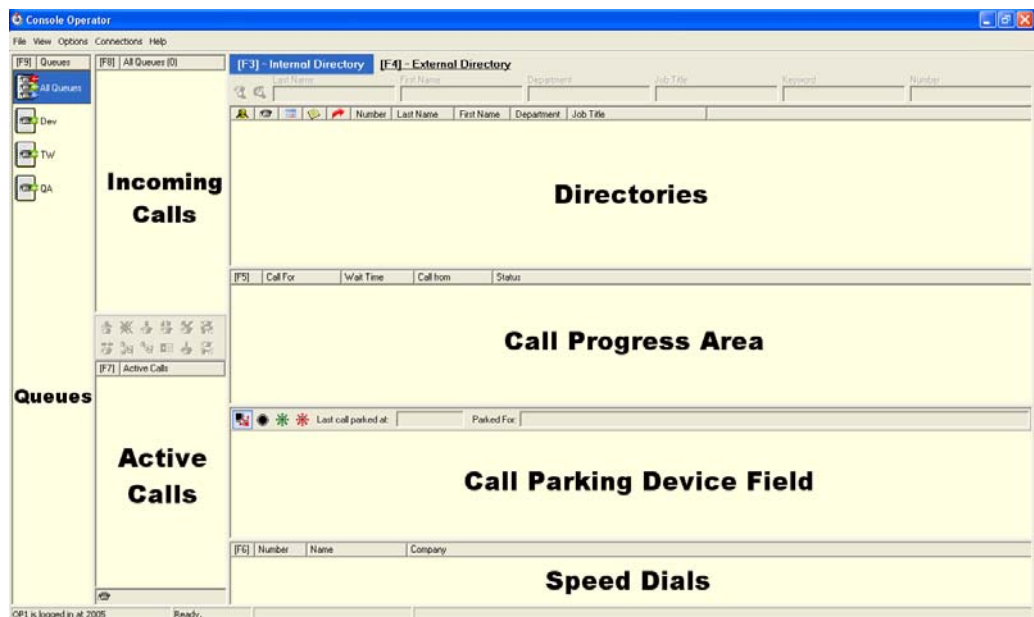 Console Operator
File View Options Connections Help
[F9] Queues
All Queues
Dev
TW
QA
Queues
[F8] All Queues (0)
Incoming
Calls
[F7] Active Calls
Active
Calls
[F3] - Internal Directory [F4] - External Directory
Last Name First Name Department Job Title Keyword Number
Number Last Name First Name Department Job Title
Directories
[F5] Call For Wait Time Call from Status
Call Progress Area
Last call parked at: Parked For:
Call Parking Device Field
[F6] Number Name Company
Speed Dials
OP1 is logged in at 2005 Ready.